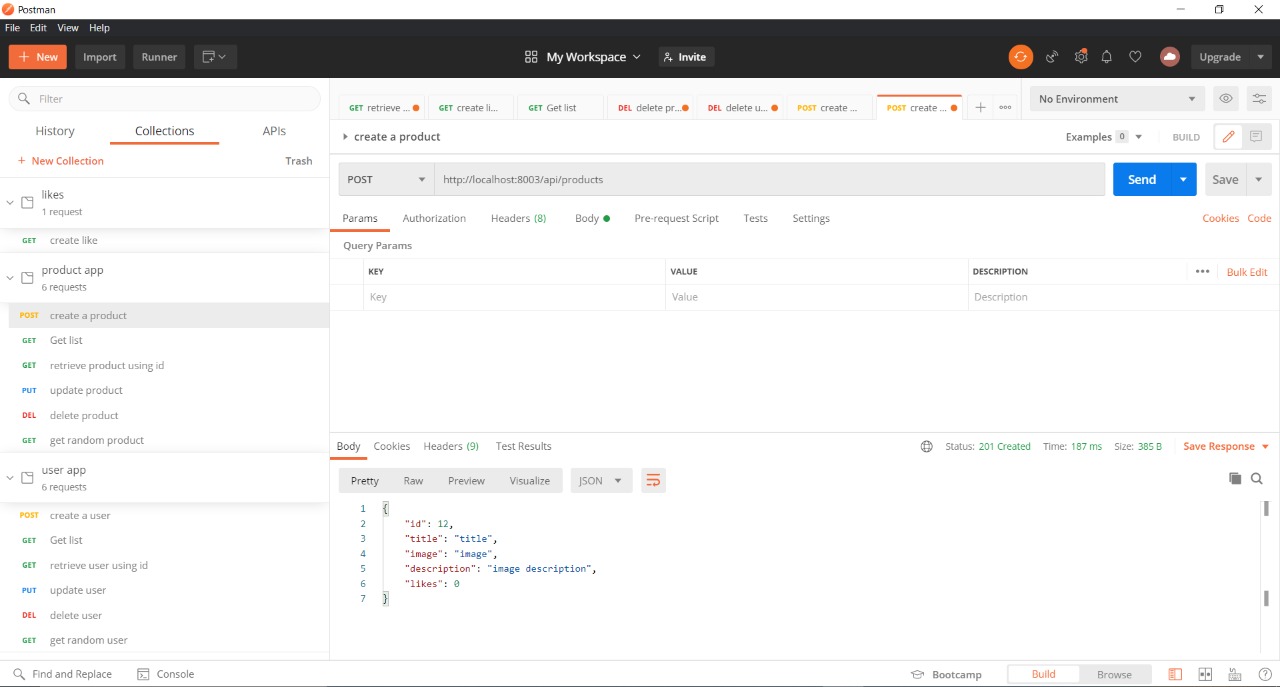 Postman
File Edit View Help
+ New Import Runner My Workspace Invite Upgrade
Filter
History Collections APIs
+ New Collection Trash
likes
1 request
GET create like
product app
6 requests
POST create a product
GET Get list
GET retrieve product using id
PUT update product
DEL delete product
GET get random product
user app
6 requests
POST create a user
GET Get list
GET retrieve user using id
PUT update user
DEL delete user
GET get random user
GET retrieve ... GET create li... GET Get list DEL delete pr... DEL delete u... POST create ... POST create ... + ••• No Environment
create a product Examples 0 BUILD
POST http://localhost:8003/api/products Send Save
Params Authorization Headers (8) Body Pre-request Script Tests Settings Cookies Code
Query Params
KEY VALUE DESCRIPTION ••• Bulk Edit
Key Value Description
Body Cookies Headers (9) Test Results Status: 201 Created Time: 187 ms Size: 385 B Save Response
Pretty Raw Preview Visualize JSON
1 {
2 "id": 12,
3 "title": "title",
4 "image": "image",
5 "description": "image description",
6 "likes": 0
7 }
Find and Replace Console Bootcamp Build Browse